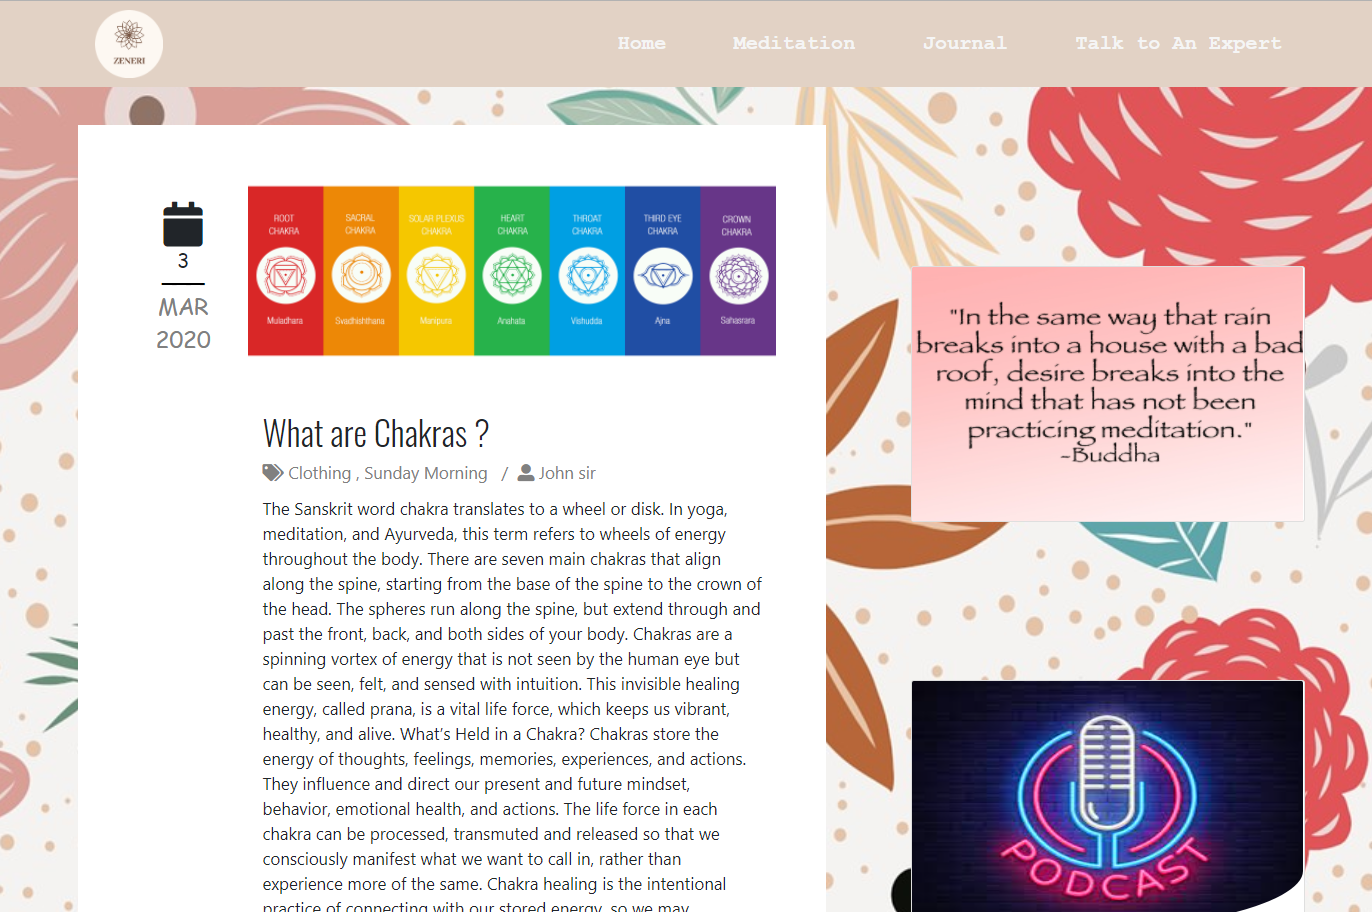 ZENERI
Home Meditation Journal Talk to An Expert
3
MAR
2020
ROOT CHAKRA
Muladhara
SACRAL CHAKRA
Svadhishthana
SOLAR PLEXUS CHAKRA
Manipura
HEART CHAKRA
Anahata
THROAT CHAKRA
Vishudda
THIRD EYE CHAKRA
Ajna
CROWN CHAKRA
Sahasrara
What are Chakras ?
Clothing , Sunday Morning / John sir
The Sanskrit word chakra translates to a wheel or disk. In yoga,
meditation, and Ayurveda, this term refers to wheels of energy
throughout the body. There are seven main chakras that align
along the spine, starting from the base of the spine to the crown of
the head. The spheres run along the spine, but extend through and
past the front, back, and both sides of your body. Chakras are a
spinning vortex of energy that is not seen by the human eye but
can be seen, felt, and sensed with intuition. This invisible healing
energy, called prana, is a vital life force, which keeps us vibrant,
healthy, and alive. What’s Held in a Chakra? Chakras store the
energy of thoughts, feelings, memories, experiences, and actions.
They influence and direct our present and future mindset,
behavior, emotional health, and actions. The life force in each
chakra can be processed, transmuted and released so that we
consciously manifest what we want to call in, rather than
experience more of the same. Chakra healing is the intentional
practice of connecting with our stored energy, so we may
"In the same way that rain
breaks into a house with a bad
roof, desire breaks into the
mind that has not been
practicing meditation."
~Buddha
PODCAST